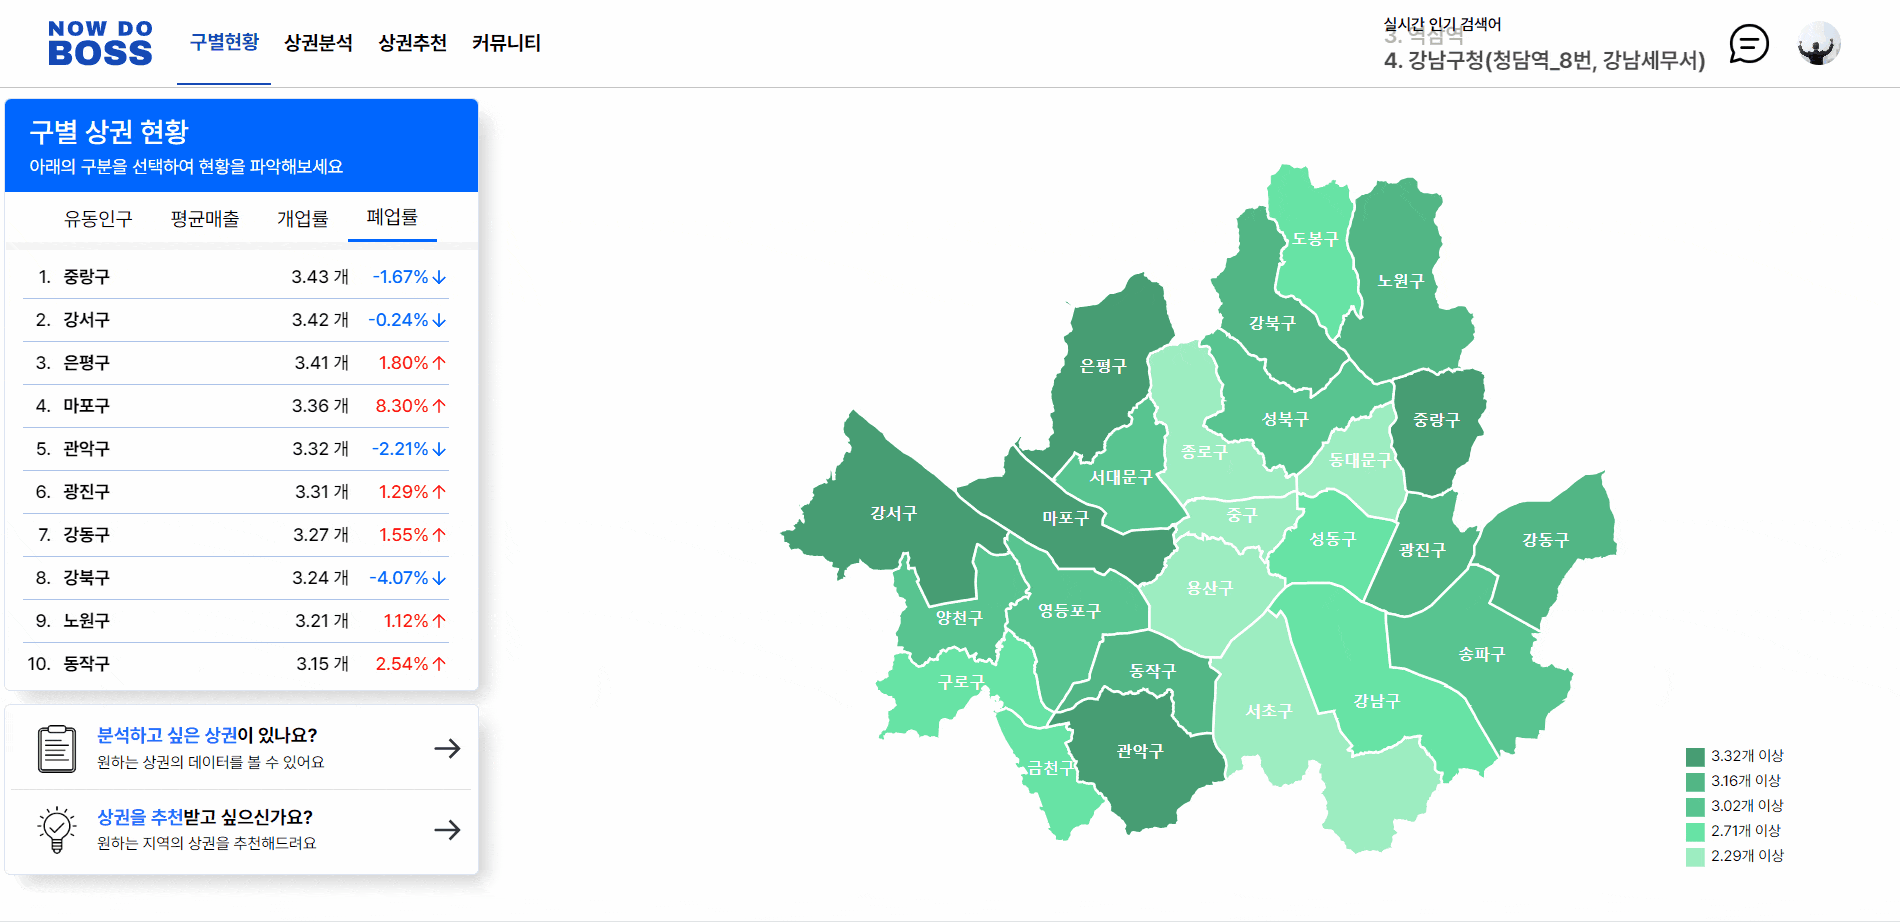 NOW DO
BOSS
구별현황
상권분석
상권추천
커뮤니티
실시간 인기 검색어
3. 역삼역
4. 강남구청(청담역_8번, 강남세무서)
구별 상권 현황
아래의 구분을 선택하여 현황을 파악해보세요
유동인구 평균매출 개업률 폐업률
1. 중랑구 3.43 개 -1.67% ↓
2. 강서구 3.42 개 -0.24% ↓
3. 은평구 3.41 개 1.80% ↑
4. 마포구 3.36 개 8.30% ↑
5. 관악구 3.32 개 -2.21% ↓
6. 광진구 3.31 개 1.29% ↑
7. 강동구 3.27 개 1.55% ↑
8. 강북구 3.24 개 -4.07% ↓
9. 노원구 3.21 개 1.12% ↑
10. 동작구 3.15 개 2.54% ↑
분석하고 싶은 상권이 있나요?
원하는 상권의 데이터를 볼 수 있어요
상권을 추천받고 싶으신가요?
원하는 지역의 상권을 추천해드려요
도봉구
노원구
강북구
은평구
성북구
중랑구
종로구
동대문구
서대문구
강서구
마포구
중구
성동구
광진구
강동구
용산구
양천구
영등포구
송파구
동작구
구로구
강남구
서초구
관악구
금천구
3.32개 이상
3.16개 이상
3.02개 이상
2.71개 이상
2.29개 이상